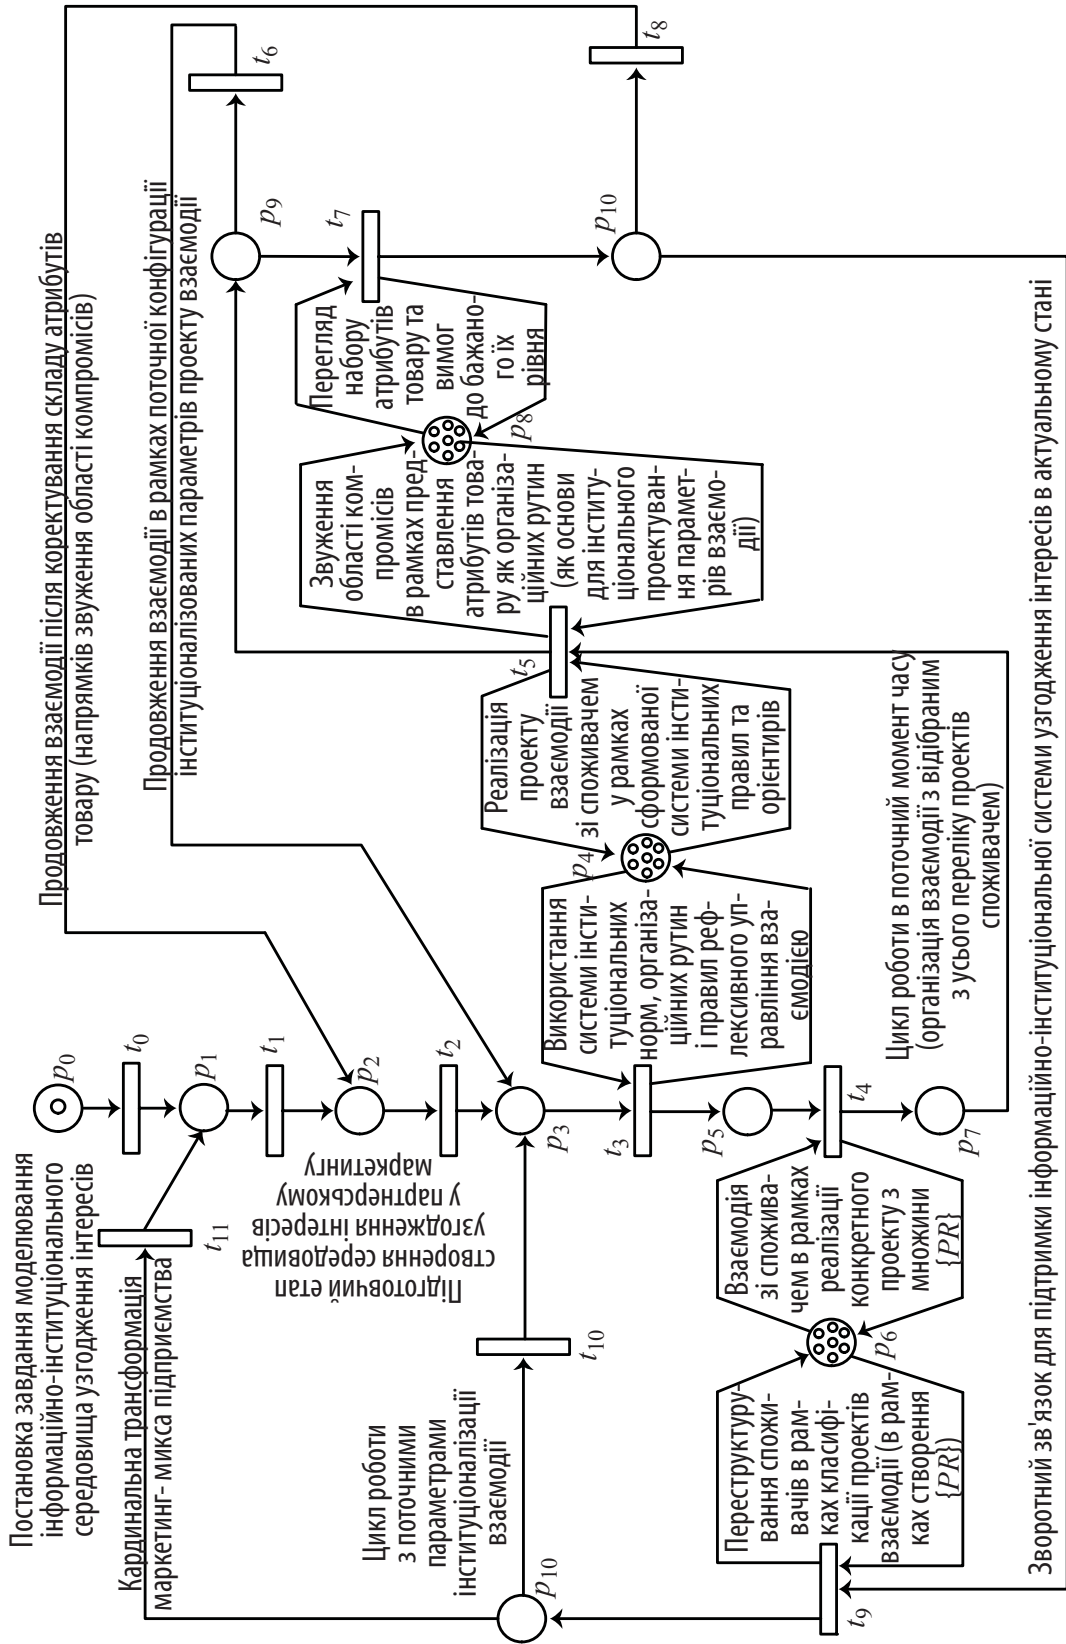 Постановка завдання моделювання
інформаційно-інституціонального
середовища узгодження інтересів
Кардинальна трансформація
маркетинг- микса підприємства
Продовження взаємодії після коректування складу атрибутів
товару (напрямків звуження області компромісів)
Продовження взаємодії в рамках поточної конфігурації
інституціоналізованих параметрів проекту взаємодії
p0
t0
p1
t1
p2
t2
p3
t11
Підготовчий етап
створення середовища
узгодження інтересів
у партнерському
маркетингу
Цикл роботи
з поточними
параметрами
інституціоналізації
взаємодії
p10
t10
t3
p5
t4
p7
Використання
системи інсти-
туціональних
норм, організа-
ційних рутин
і правил реф-
лексивного уп-
равління вза-
ємодією
p4
Реалізація
проекту
взаємодії
зі споживачем
у рамках
сформованої
системи інсти-
туціональних
правил та
орієнтирів
t5
Звуження
області ком-
промісів
в рамках пред-
ставлення
атрибутів това-
ру як організа-
ційних рутин
(як основи
для інститу-
ціонального
проектуван-
ня парамет-
рів взаємо-
дії)
p8
Перегляд
набору
атрибутів
товару та
вимог
до бажано-
го їх
рівня
t7
p9
t6
p10
t8
Переструктуру-
вання спожи-
вачів в рам-
ках класифі-
кації проектів
взаємодії (в рам-
ках створення
{PR})
p6
Взаємодія
зі спожива-
чем в рамках
реалізації
конкретного
проекту з
множини
{PR}
t9
Цикл роботи в поточний момент часу
(організація взаємодії з відібраним
з усього переліку проектів
споживачем)
Зворотний зв'язок для підтримки інформаційно-інституціональної системи узгодження інтересів в актуальному стані